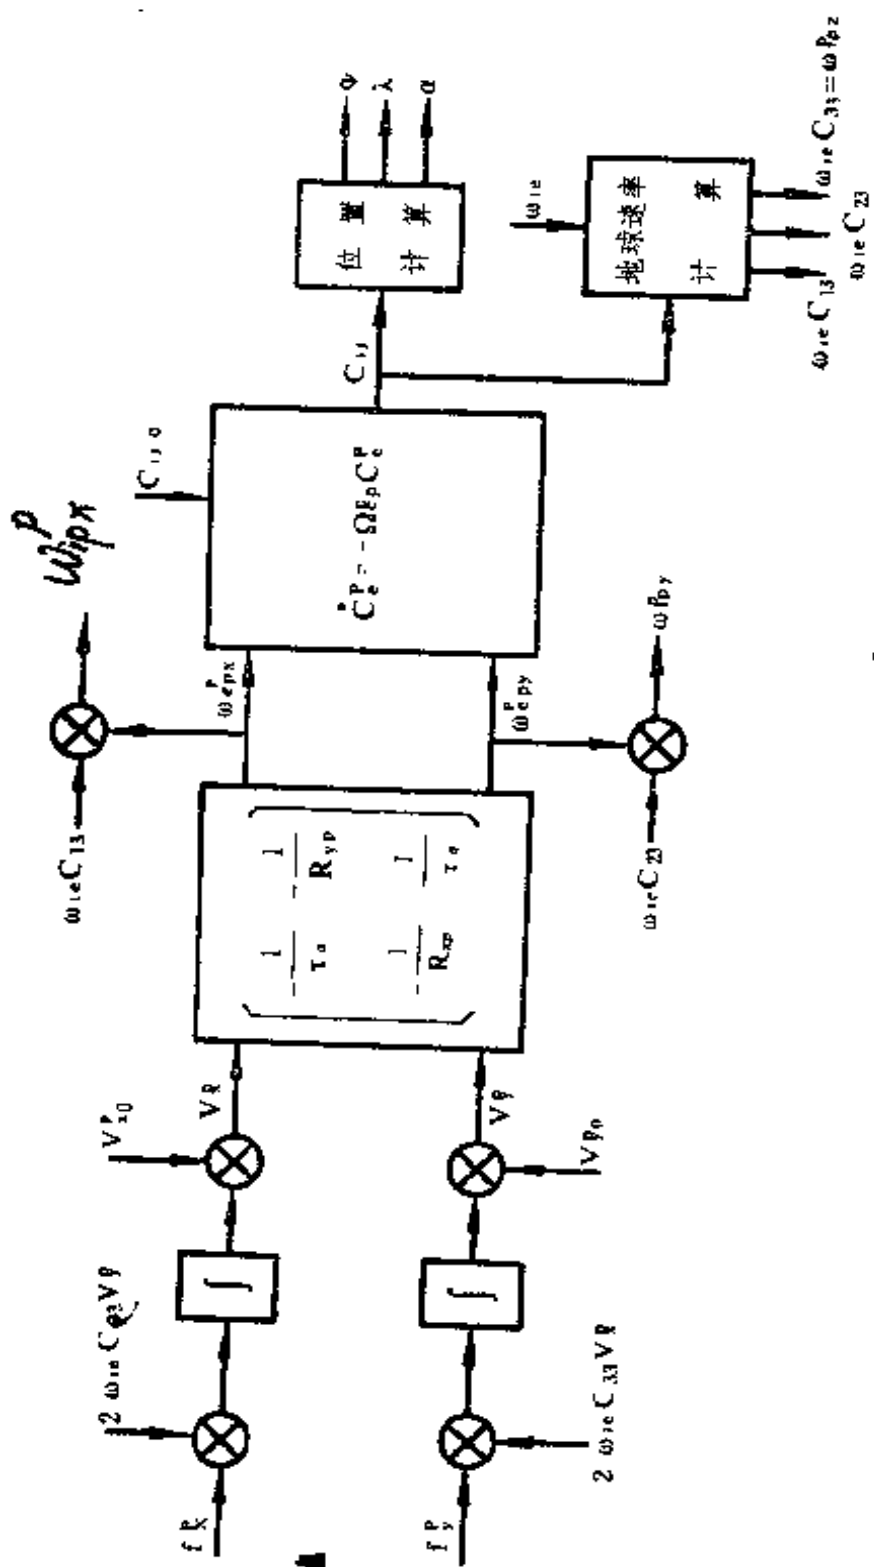 f_x^P
2 ω_ie C_33 V_y^P
∫
V_x0^P
V_x^P
f_y^P
2 ω_ie C_33 V_x^P
∫
V_y0^P
V_y^P
-1/τ_a -1/R_yp
-1/R_xp 1/τ_a
ω_ie C_13
ω_ipx^P
ω_epx^P
ω_epy^P
ω_ie C_23
ω_ipy^P
C_ij0
Ċ_e^P = -Ω_ep^P C_e^P
C_ij
位置
计算
φ
λ
α
ω_ie
地球速率
计算
ω_ie C_13
ω_ie C_23
ω_ie C_33 = ω_ipz^P